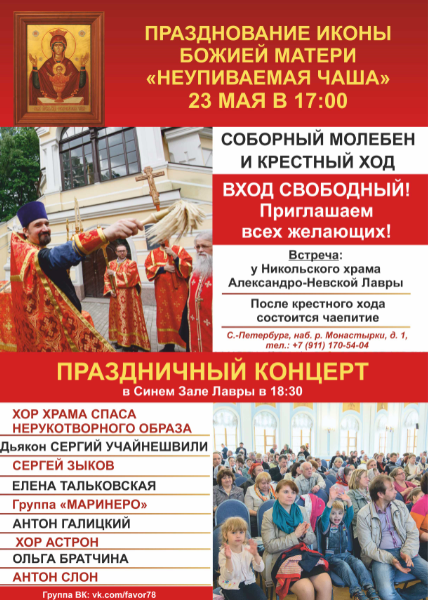 ПРАЗДНОВАНИЕ ИКОНЫ
БОЖИЕЙ МАТЕРИ
«НЕУПИВАЕМАЯ ЧАША»
23 МАЯ В 17:00
СОБОРНЫЙ МОЛЕБЕН
И КРЕСТНЫЙ ХОД
ВХОД СВОБОДНЫЙ!
Приглашаем
всех желающих!
Встреча:
у Никольского храма
Александро-Невской Лавры
После крестного хода
состоится чаепитие
С.-Петербург, наб. р. Монастырки, д. 1,
тел.: +7 (911) 170-54-04
ПРАЗДНИЧНЫЙ КОНЦЕРТ
в Синем Зале Лавры в 18:30
ХОР ХРАМА СПАСА
НЕРУКОТВОРНОГО ОБРАЗА
Дьякон СЕРГИЙ УЧАЙНЕШВИЛИ
СЕРГЕЙ ЗЫКОВ
ЕЛЕНА ТАЛЬКОВСКАЯ
Группа «МАРИНЕРО»
АНТОН ГАЛИЦКИЙ
ХОР АСТРОН
ОЛЬГА БРАТЧИНА
АНТОН СЛОН
Группа ВК: vk.com/favor78